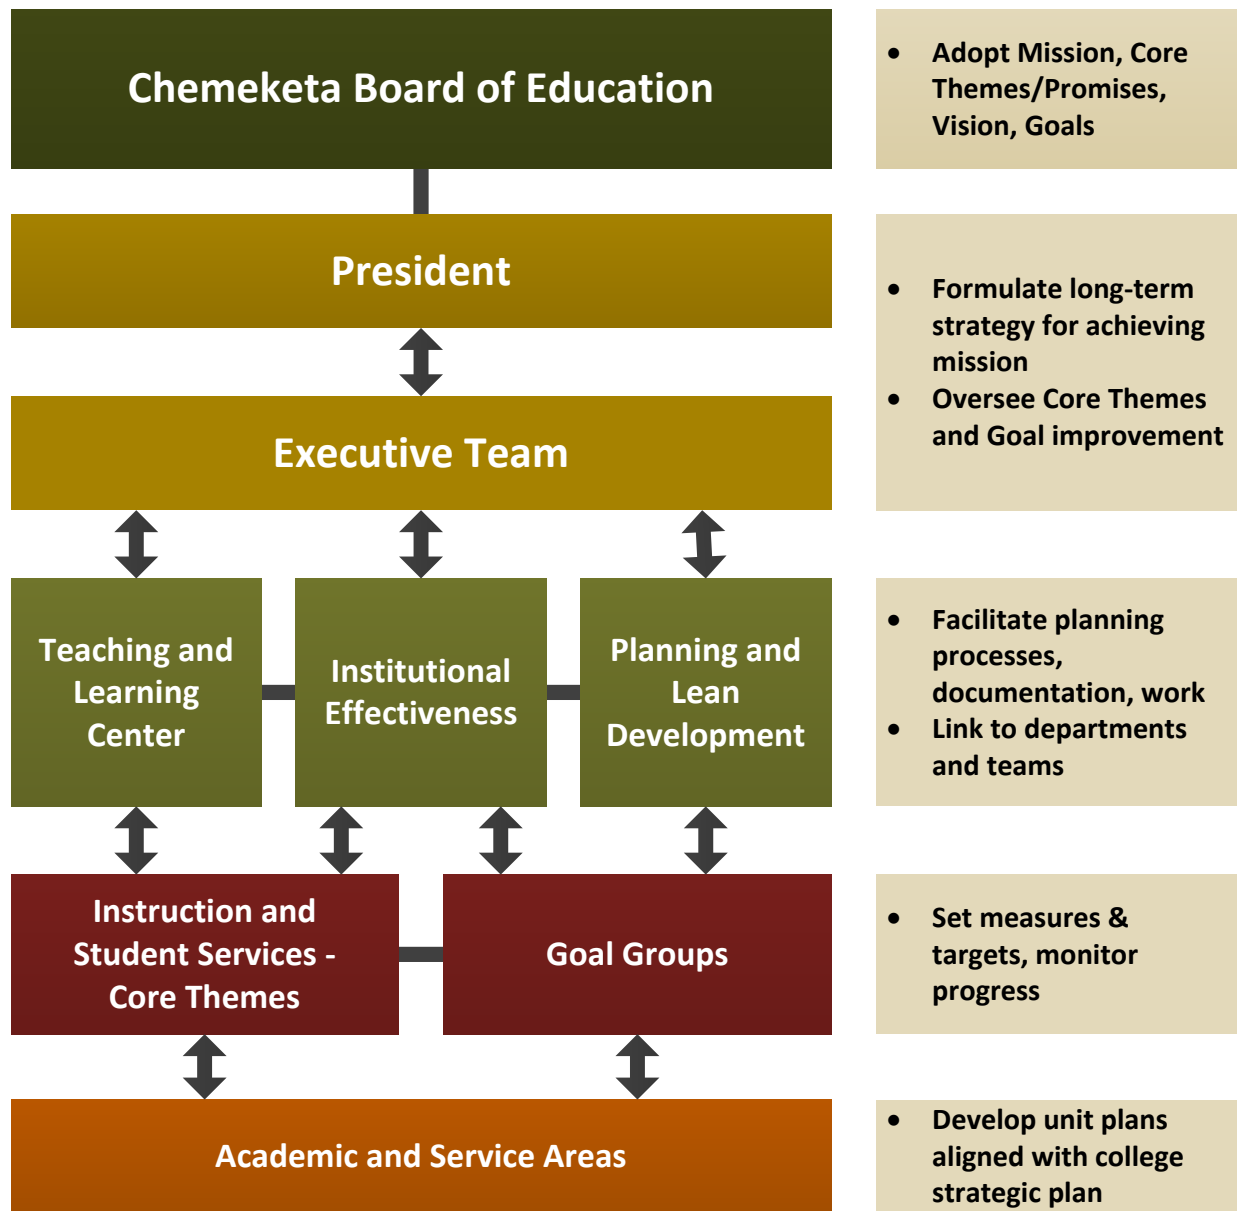 Chemeketa Board of Education
• Adopt Mission, Core
Themes/Promises,
Vision, Goals
President
Executive Team
• Formulate long-term
strategy for achieving
mission
• Oversee Core Themes
and Goal improvement
Teaching and
Learning
Center
Institutional
Effectiveness
Planning and
Lean
Development
• Facilitate planning
processes,
documentation, work
• Link to departments
and teams
Instruction and
Student Services -
Core Themes
Goal Groups
• Set measures &
targets, monitor
progress
Academic and Service Areas
• Develop unit plans
aligned with college
strategic plan